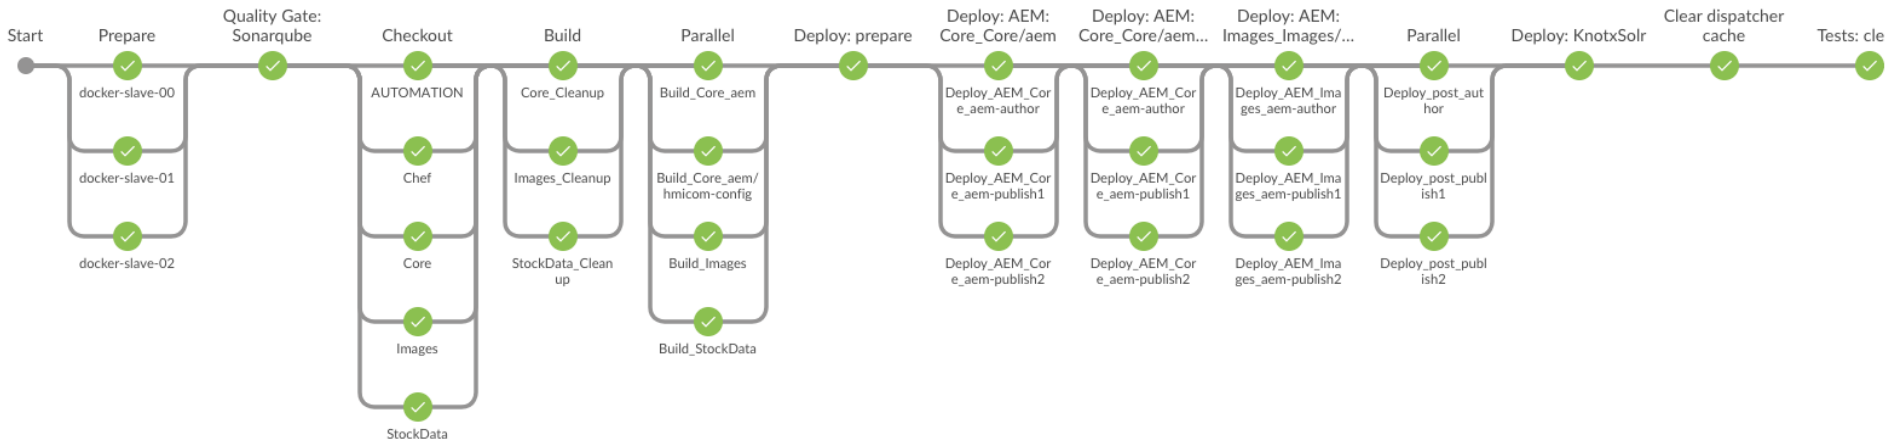 Start
Prepare
Quality Gate:
Sonarqube
Checkout
Build
Parallel
Deploy: prepare
Deploy: AEM:
Core_Core/aem
Deploy: AEM:
Core_Core/aem...
Deploy: AEM:
Images_Images/...
Parallel
Deploy: KnotxSolr
Clear dispatcher
cache
Tests: cle
docker-slave-00
docker-slave-01
docker-slave-02
AUTOMATION
Chef
Core
Images
StockData
Core_Cleanup
Images_Cleanup
StockData_Clean
up
Build_Core_aem
Build_Core_aem/
hmicom-config
Build_Images
Build_StockData
Deploy_AEM_Cor
e_aem-author
Deploy_AEM_Cor
e_aem-publish1
Deploy_AEM_Cor
e_aem-publish2
Deploy_AEM_Cor
e_aem-author
Deploy_AEM_Cor
e_aem-publish1
Deploy_AEM_Cor
e_aem-publish2
Deploy_AEM_Ima
ges_aem-author
Deploy_AEM_Ima
ges_aem-publish1
Deploy_AEM_Ima
ges_aem-publish2
Deploy_post_aut
hor
Deploy_post_publ
ish1
Deploy_post_publ
ish2